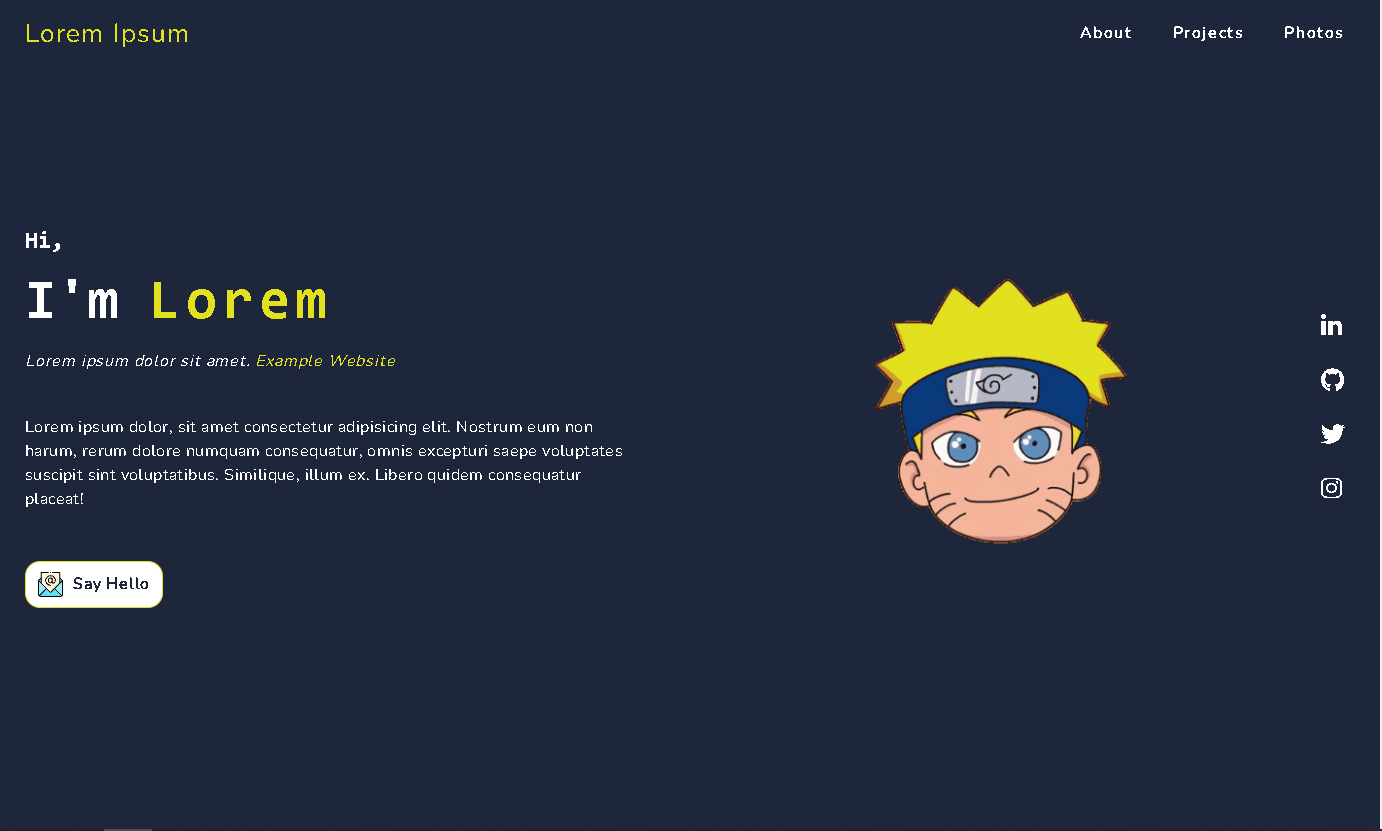 Lorem Ipsum
About Projects Photos
Hi,
I'm Lorem
Lorem ipsum dolor sit amet. Example Website
Lorem ipsum dolor, sit amet consectetur adipisicing elit. Nostrum eum non
harum, rerum dolore numquam consequatur, omnis excepturi saepe voluptates
suscipit sint voluptatibus. Similique, illum ex. Libero quidem consequatur
placeat!
Say Hello